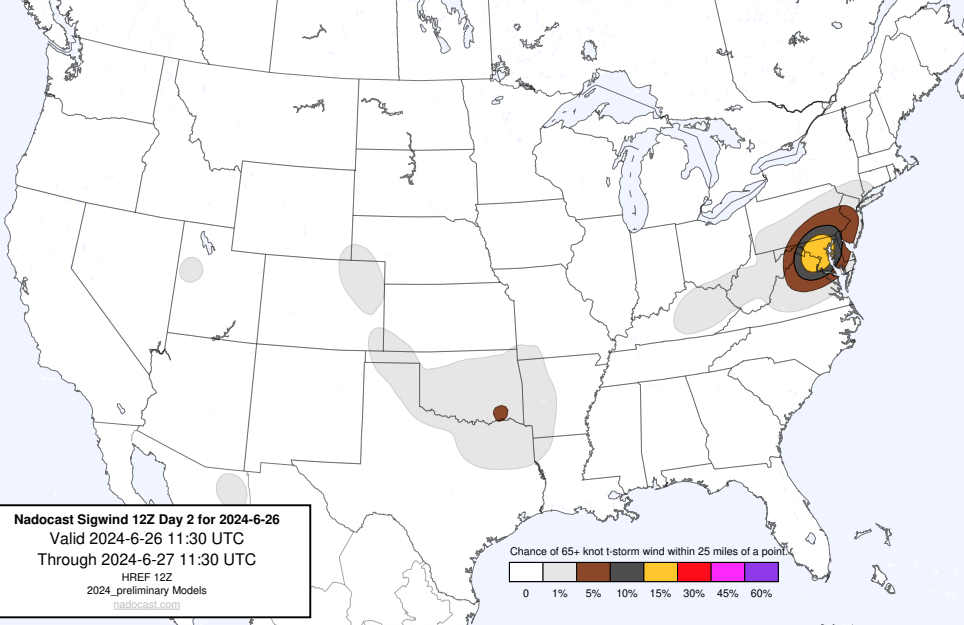 Nadocast Sigwind 12Z Day 2 for 2024-6-26
Valid 2024-6-26 11:30 UTC
Through 2024-6-27 11:30 UTC
HREF 12Z
2024_preliminary Models
nadocast.com
Chance of 65+ knot t-storm wind within 25 miles of a point.
0 1% 5% 10% 15% 30% 45% 60%